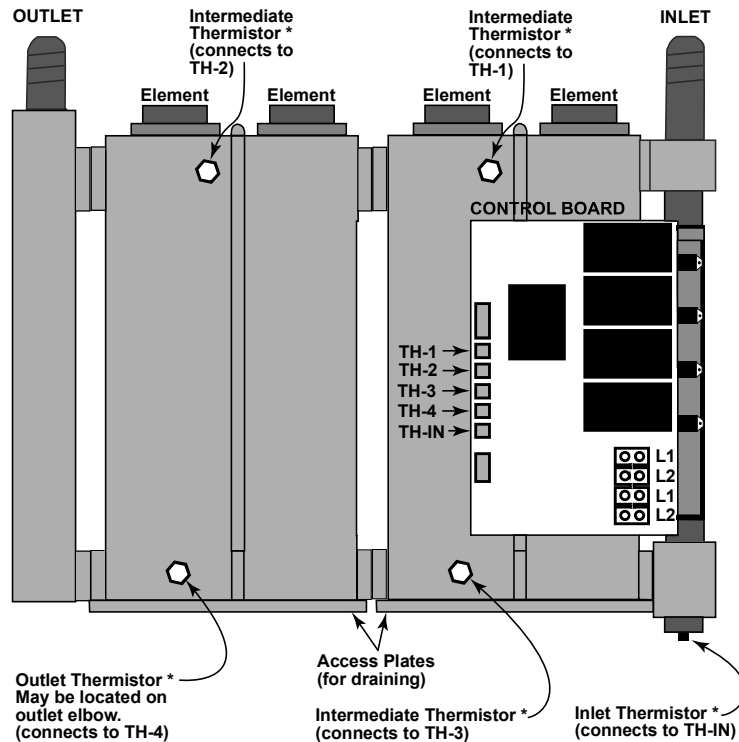 OUTLET
Intermediate
Thermistor *
(connects to
TH-2)
Intermediate
Thermistor *
(connects to
TH-1)
INLET
Element
Element
Element
Element
CONTROL BOARD
TH-1
TH-2
TH-3
TH-4
TH-IN
L1
L2
L1
L2
Outlet Thermistor *
May be located on
outlet elbow.
(connects to TH-4)
Access Plates
(for draining)
Intermediate Thermistor *
(connects to TH-3)
Inlet Thermistor *
(connects to TH-IN)